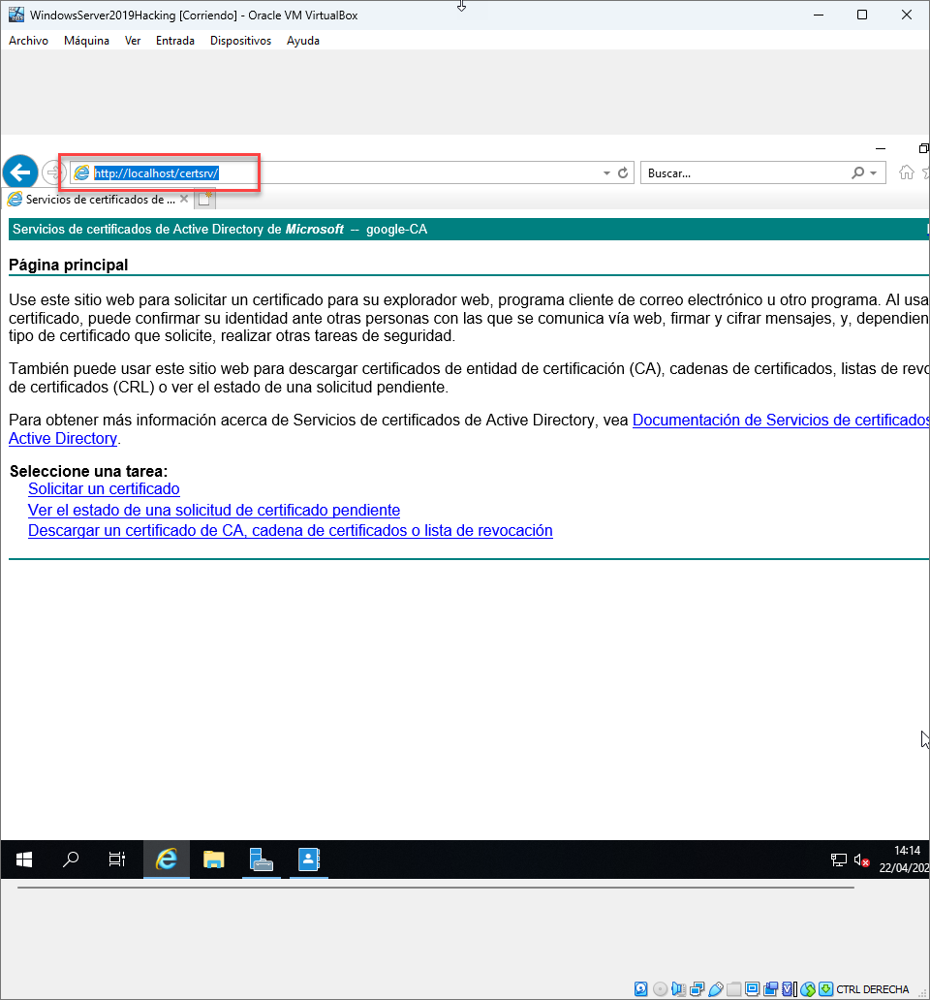 WindowsServer2019Hacking [Corriendo] - Oracle VM VirtualBox
Archivo Máquina Ver Entrada Dispositivos Ayuda
http://localhost/certsrv/
Buscar...
Servicios de certificados de ...
Servicios de certificados de Active Directory de Microsoft -- google-CA
Página principal
Use este sitio web para solicitar un certificado para su explorador web, programa cliente de correo electrónico u otro programa. Al usa
certificado, puede confirmar su identidad ante otras personas con las que se comunica vía web, firmar y cifrar mensajes, y, dependien
tipo de certificado que solicite, realizar otras tareas de seguridad.
También puede usar este sitio web para descargar certificados de entidad de certificación (CA), cadenas de certificados, listas de revo
de certificados (CRL) o ver el estado de una solicitud pendiente.
Para obtener más información acerca de Servicios de certificados de Active Directory, vea Documentación de Servicios de certificados
Active Directory.
Seleccione una tarea:
Solicitar un certificado
Ver el estado de una solicitud de certificado pendiente
Descargar un certificado de CA, cadena de certificados o lista de revocación
14:14
22/04/202
CTRL DERECHA